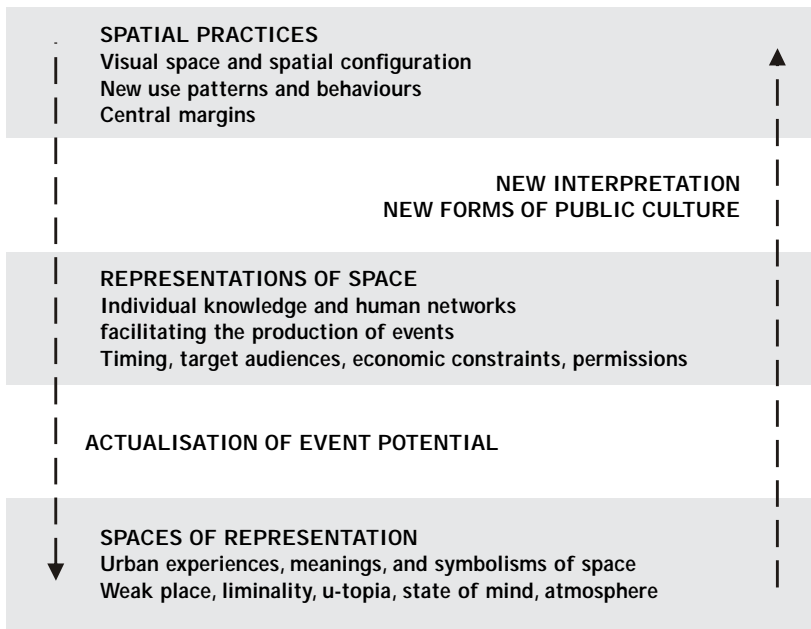 SPATIAL PRACTICES
Visual space and spatial configuration
New use patterns and behaviours
Central margins
NEW INTERPRETATION
NEW FORMS OF PUBLIC CULTURE
REPRESENTATIONS OF SPACE
Individual knowledge and human networks
facilitating the production of events
Timing, target audiences, economic constraints, permissions
ACTUALISATION OF EVENT POTENTIAL
SPACES OF REPRESENTATION
Urban experiences, meanings, and symbolisms of space
Weak place, liminality, u-topia, state of mind, atmosphere